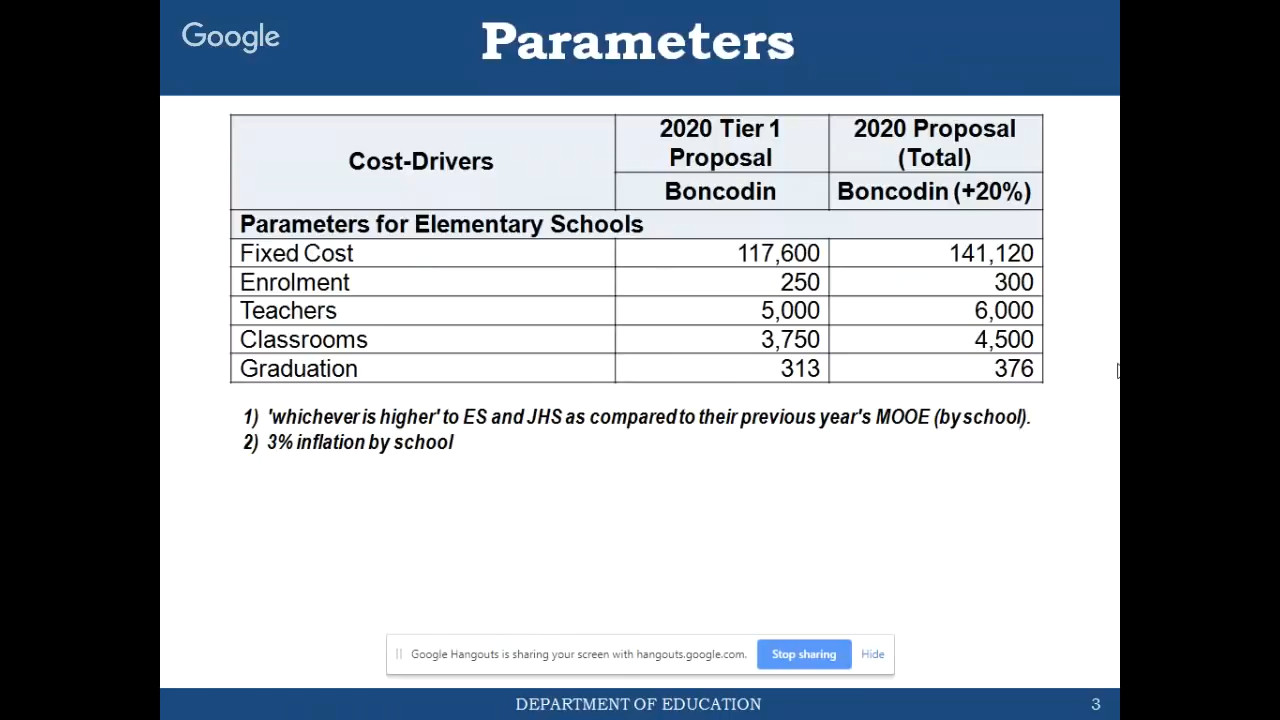 Google
Parameters
Cost-Drivers
2020 Tier 1 Proposal
2020 Proposal (Total)
Boncodin
Boncodin (+20%)
Parameters for Elementary Schools
Fixed Cost 117,600 141,120
Enrolment 250 300
Teachers 5,000 6,000
Classrooms 3,750 4,500
Graduation 313 376
1) 'whichever is higher' to ES and JHS as compared to their previous year's MOOE (by school).
2) 3% inflation by school
Google Hangouts is sharing your screen with hangouts.google.com. Stop sharing Hide
DEPARTMENT OF EDUCATION 3